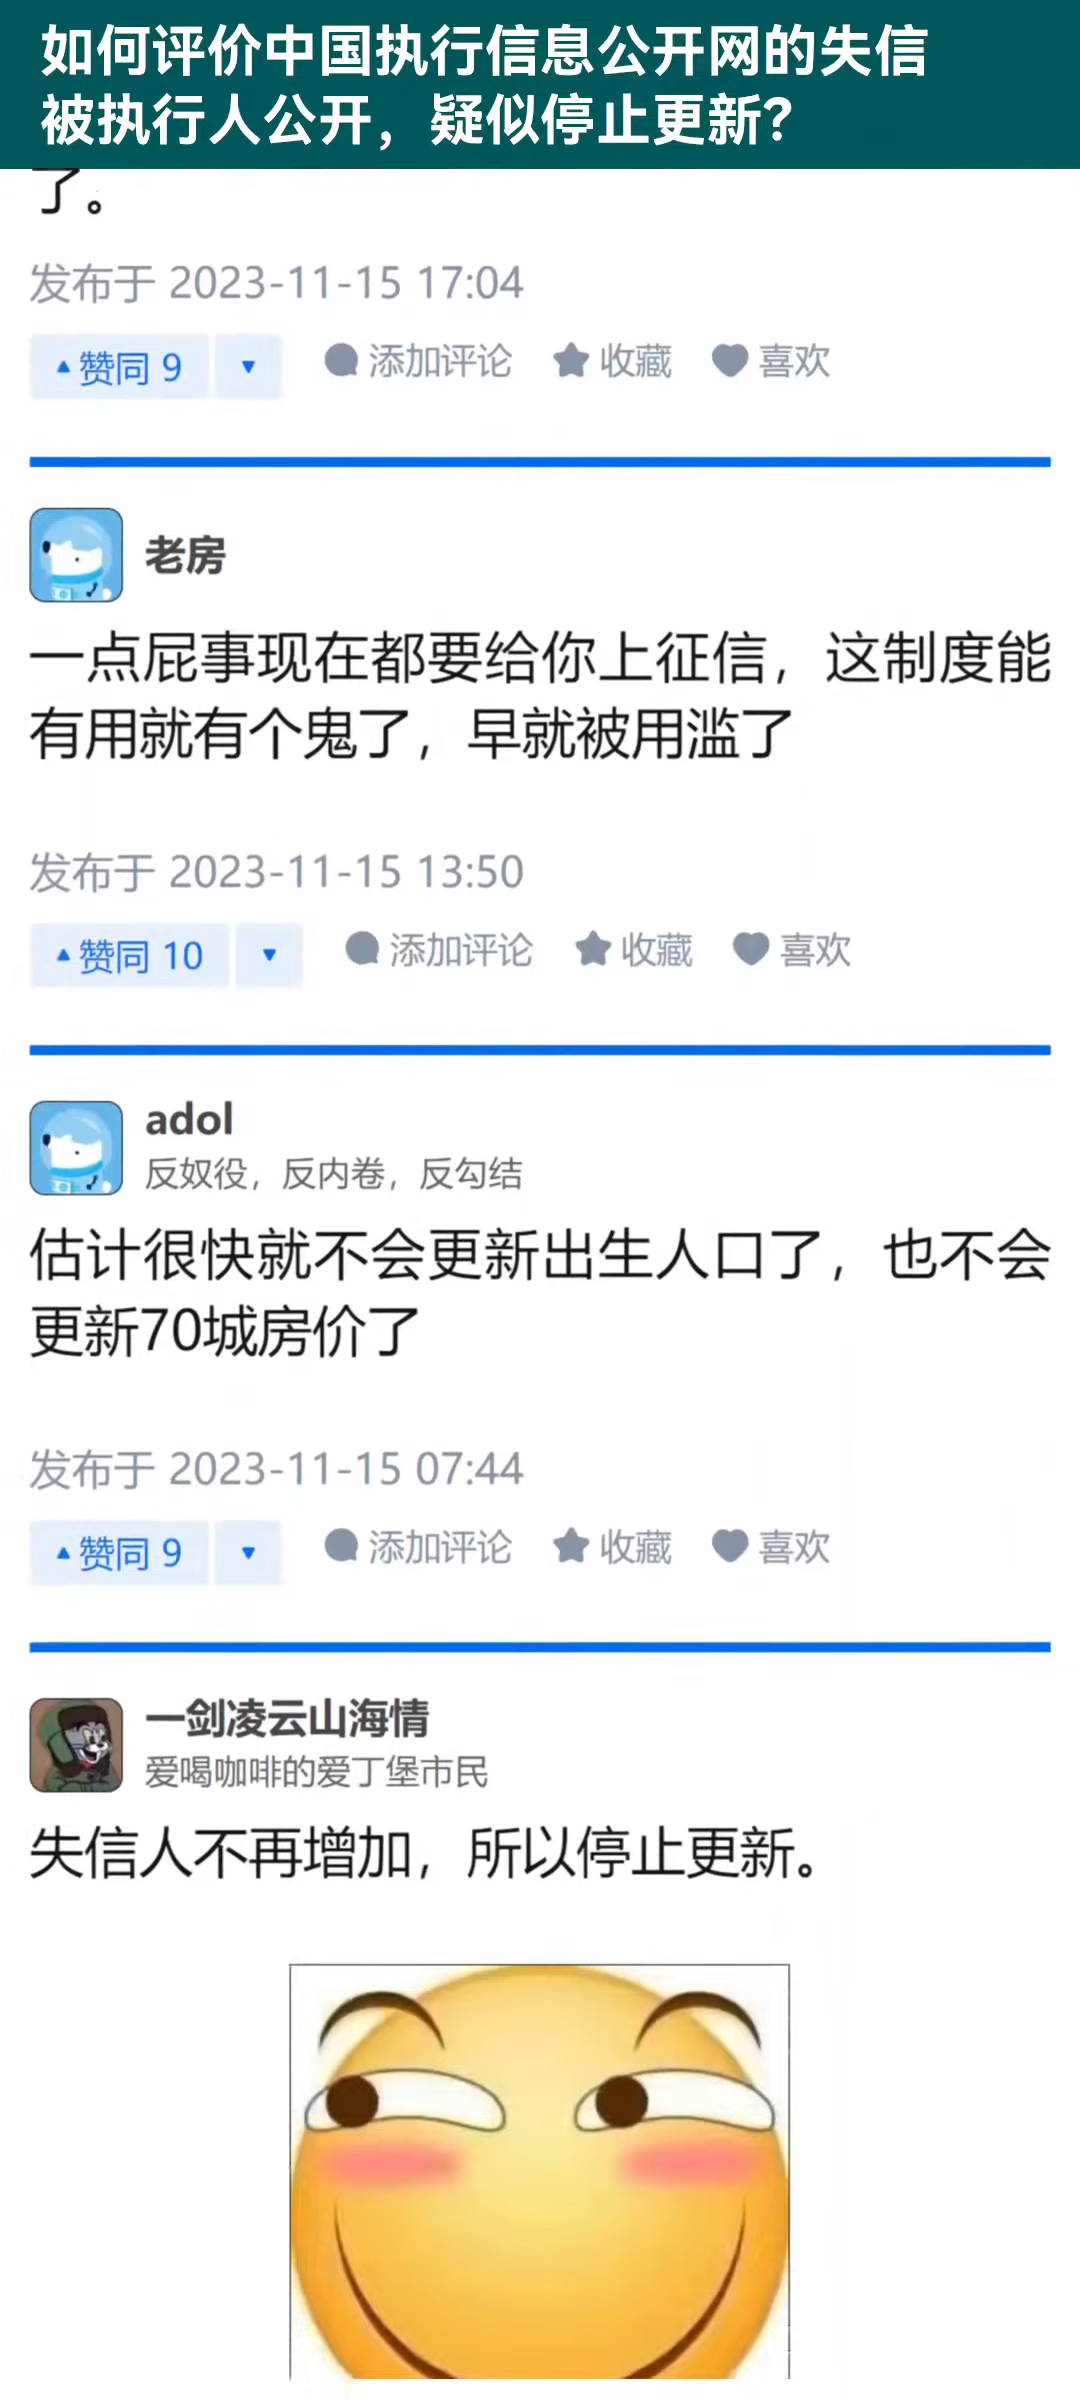 如何评价中国执行信息公开网的失信
被执行人公开，疑似停止更新？
了。
发布于 2023-11-15 17:04
赞同 9 添加评论 收藏 喜欢
老房
一点屁事现在都要给你上征信，这制度能
有用就有个鬼了，早就被用滥了
发布于 2023-11-15 13:50
赞同 10 添加评论 收藏 喜欢
adol
反奴役，反内卷，反勾结
估计很快就不会更新出生人口了，也不会
更新70城房价了
发布于 2023-11-15 07:44
赞同 9 添加评论 收藏 喜欢
一剑凌云山海情
爱喝咖啡的爱丁堡市民
失信人不再增加，所以停止更新。